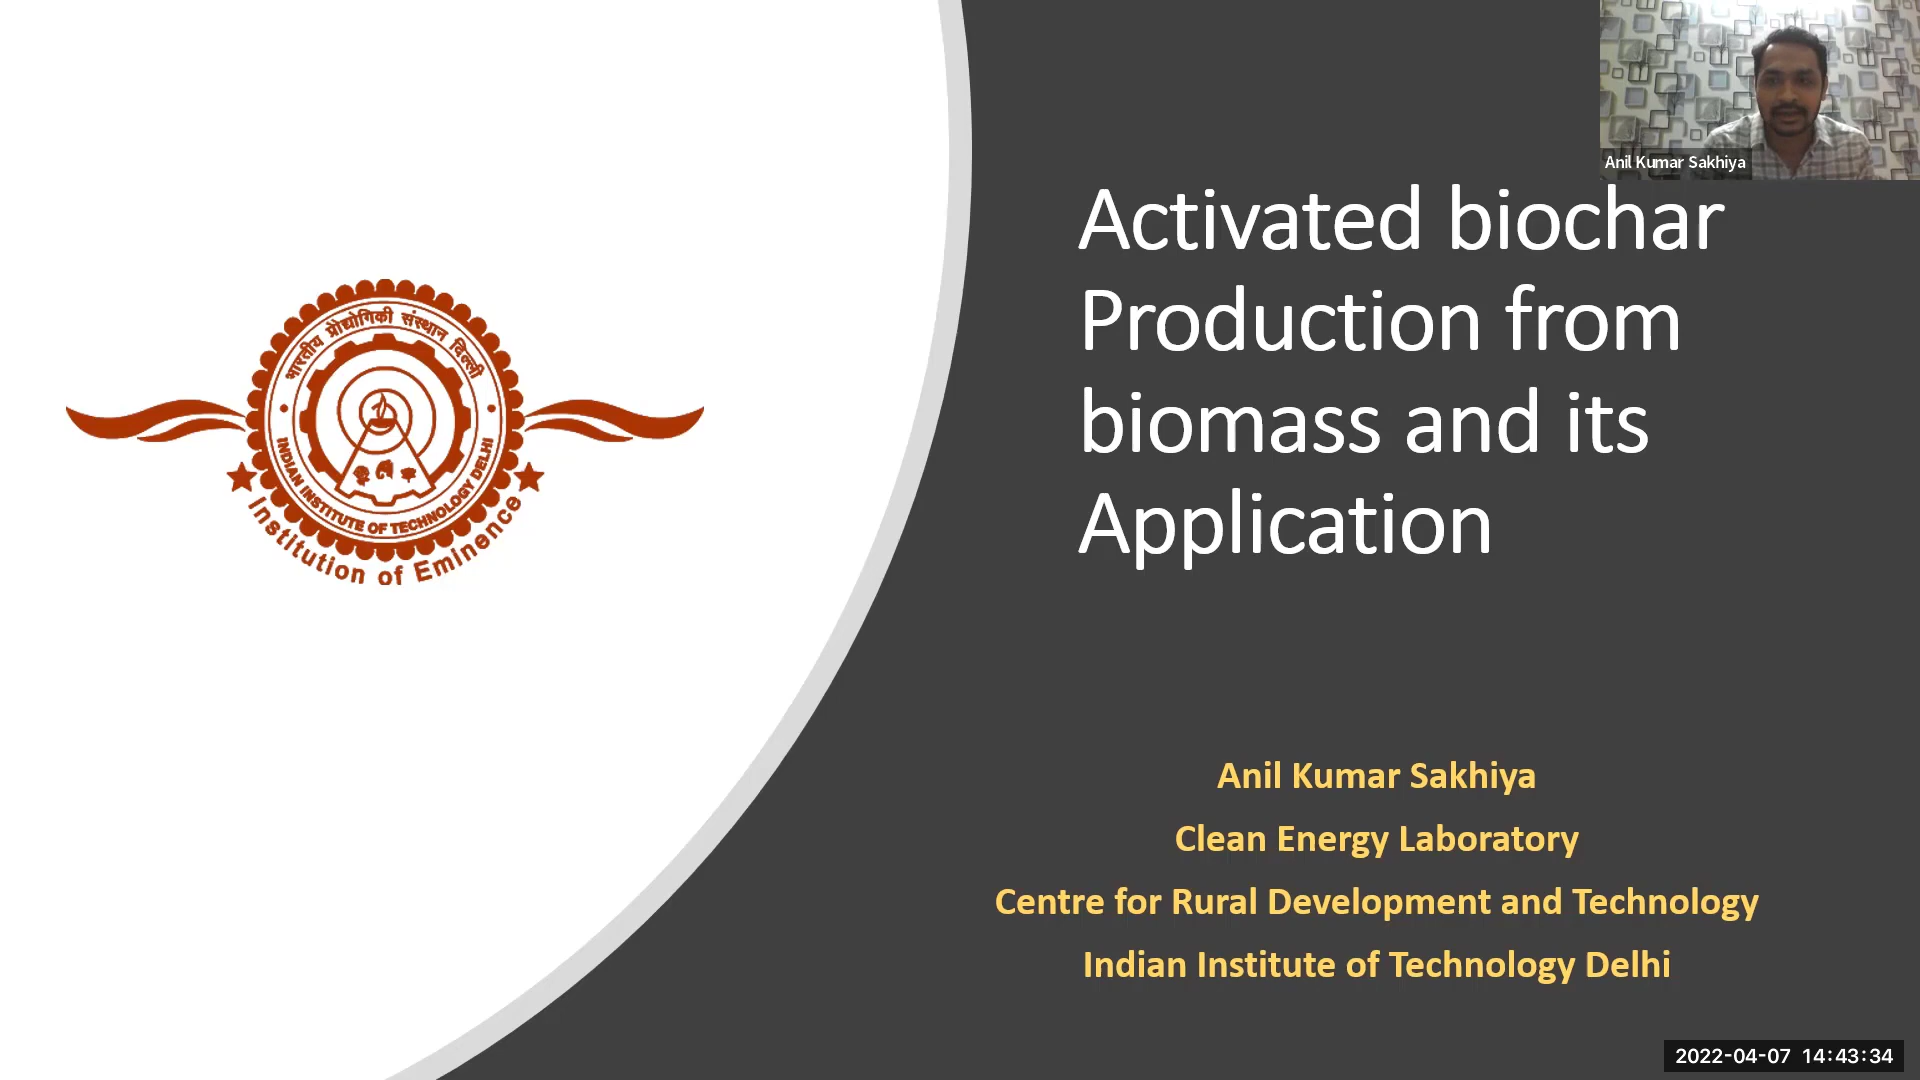 Anil Kumar Sakhiya
Activated biochar
Production from
biomass and its
Application
भारतीय प्रौद्योगिकी संस्थान दिल्ली
INDIAN INSTITUTE OF TECHNOLOGY DELHI
Institution of Eminence
Anil Kumar Sakhiya
Clean Energy Laboratory
Centre for Rural Development and Technology
Indian Institute of Technology Delhi
2022-04-07 14:43:34